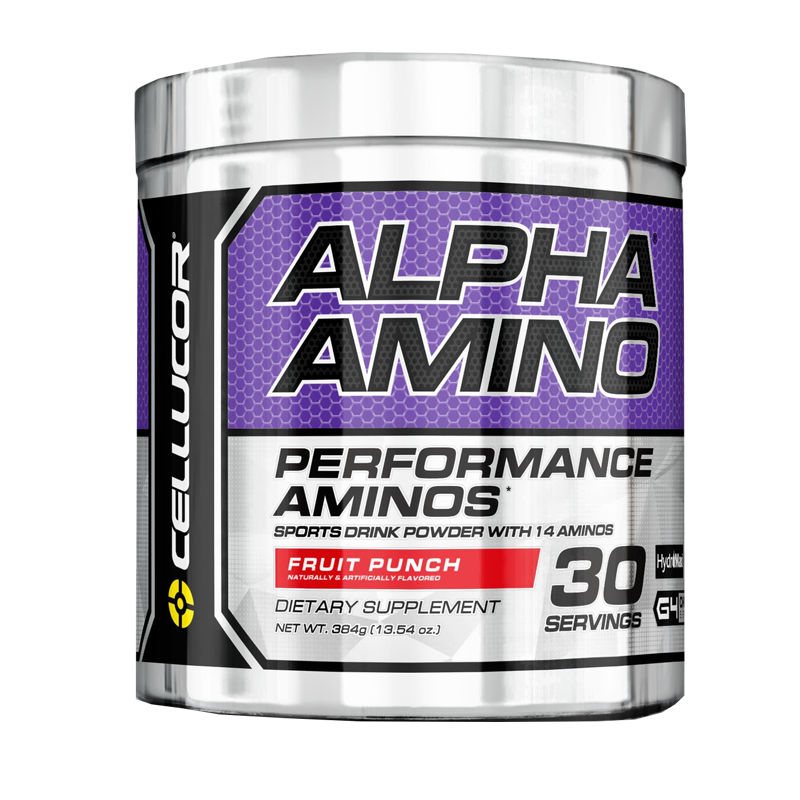 CELLUCOR®
ALPHA
AMINO
PERFORMANCE
AMINOS*
SPORTS DRINK POWDER WITH 14 AMINOS
FRUIT PUNCH
NATURALLY & ARTIFICIALLY FLAVORED
DIETARY SUPPLEMENT
NET WT. 384g (13.54 oz.)
30
SERVINGS
G4